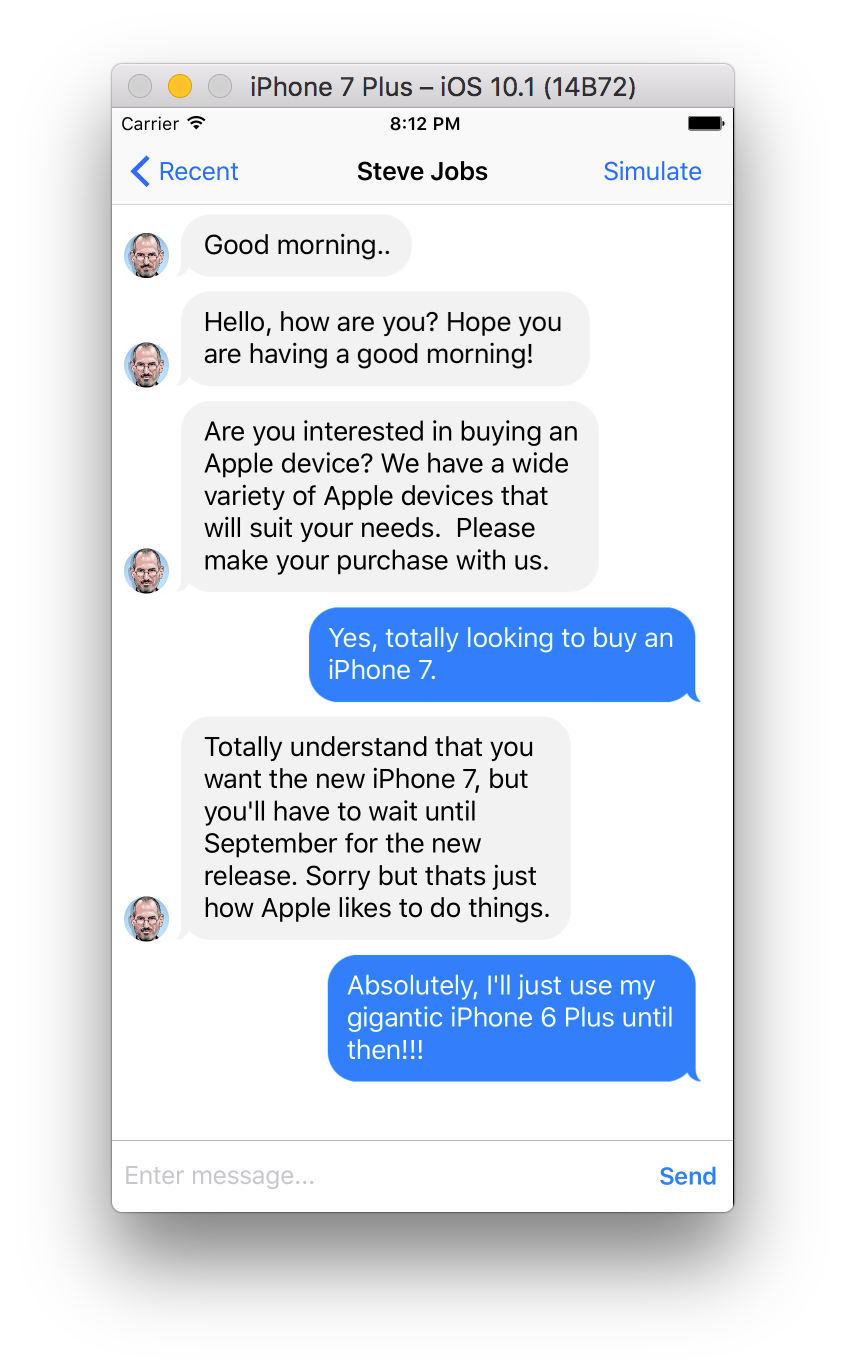 iPhone 7 Plus – iOS 10.1 (14B72)
Carrier 8:12 PM
Recent Steve Jobs Simulate
Good morning..
Hello, how are you? Hope you
are having a good morning!
Are you interested in buying an
Apple device? We have a wide
variety of Apple devices that
will suit your needs.  Please
make your purchase with us.
Yes, totally looking to buy an
iPhone 7.
Totally understand that you
want the new iPhone 7, but
you'll have to wait until
September for the new
release. Sorry but thats just
how Apple likes to do things.
Absolutely, I'll just use my
gigantic iPhone 6 Plus until
then!!!
Enter message... Send